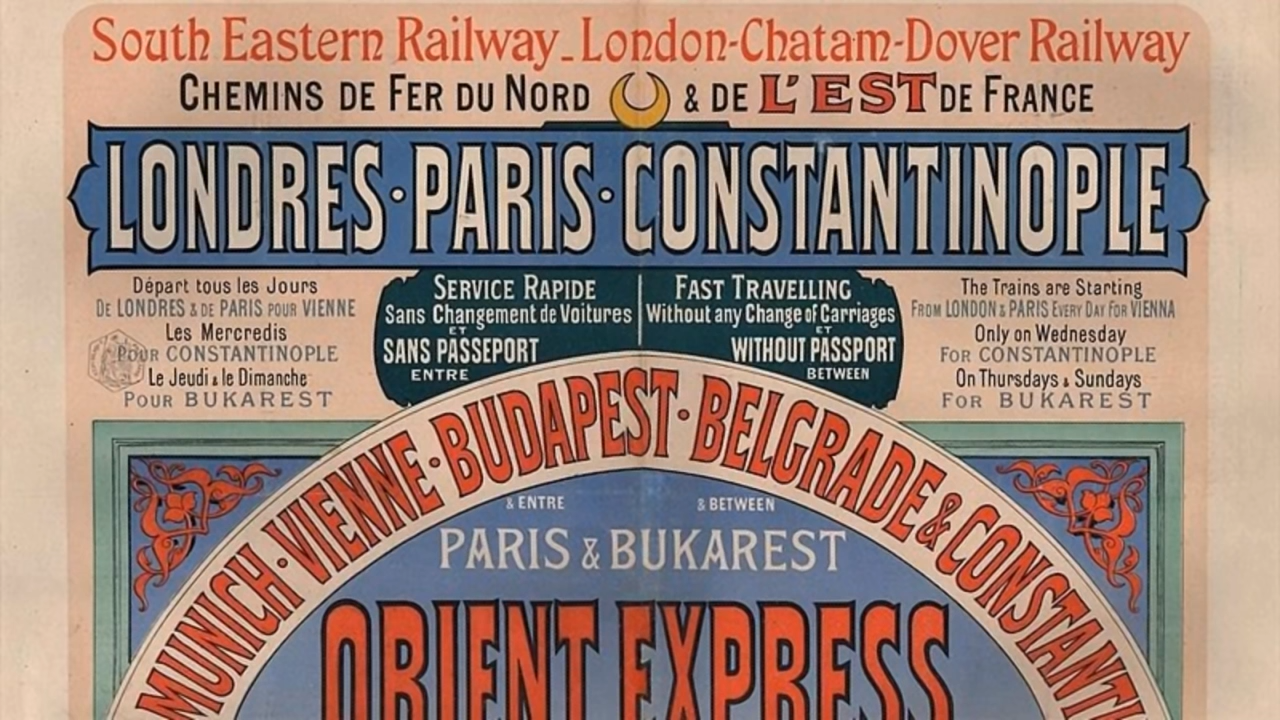 South Eastern Railway_London-Chatam-Dover Railway
CHEMINS DE FER DU NORD & DE L'EST DE FRANCE
LONDRES·PARIS·CONSTANTINOPLE
Départ tous les Jours
DE LONDRES & DE PARIS POUR VIENNE
Les Mercredis
POUR CONSTANTINOPLE
Le Jeudi & le Dimanche
POUR BUKAREST
SERVICE RAPIDE
Sans Changement de Voitures
ET
SANS PASSEPORT
ENTRE
FAST TRAVELLING
Without any Change of Carriages
ET
WITHOUT PASSPORT
BETWEEN
The Trains are Starting
FROM LONDON & PARIS EVERY DAY FOR VIENNA
Only on Wednesday
FOR CONSTANTINOPLE
On Thursdays & Sundays
FOR BUKAREST
MUNICH·VIENNE·BUDAPEST·BELGRADE & CONSTANTI
& ENTRE
& BETWEEN
PARIS & BUKAREST
ORIENT EXPRESS